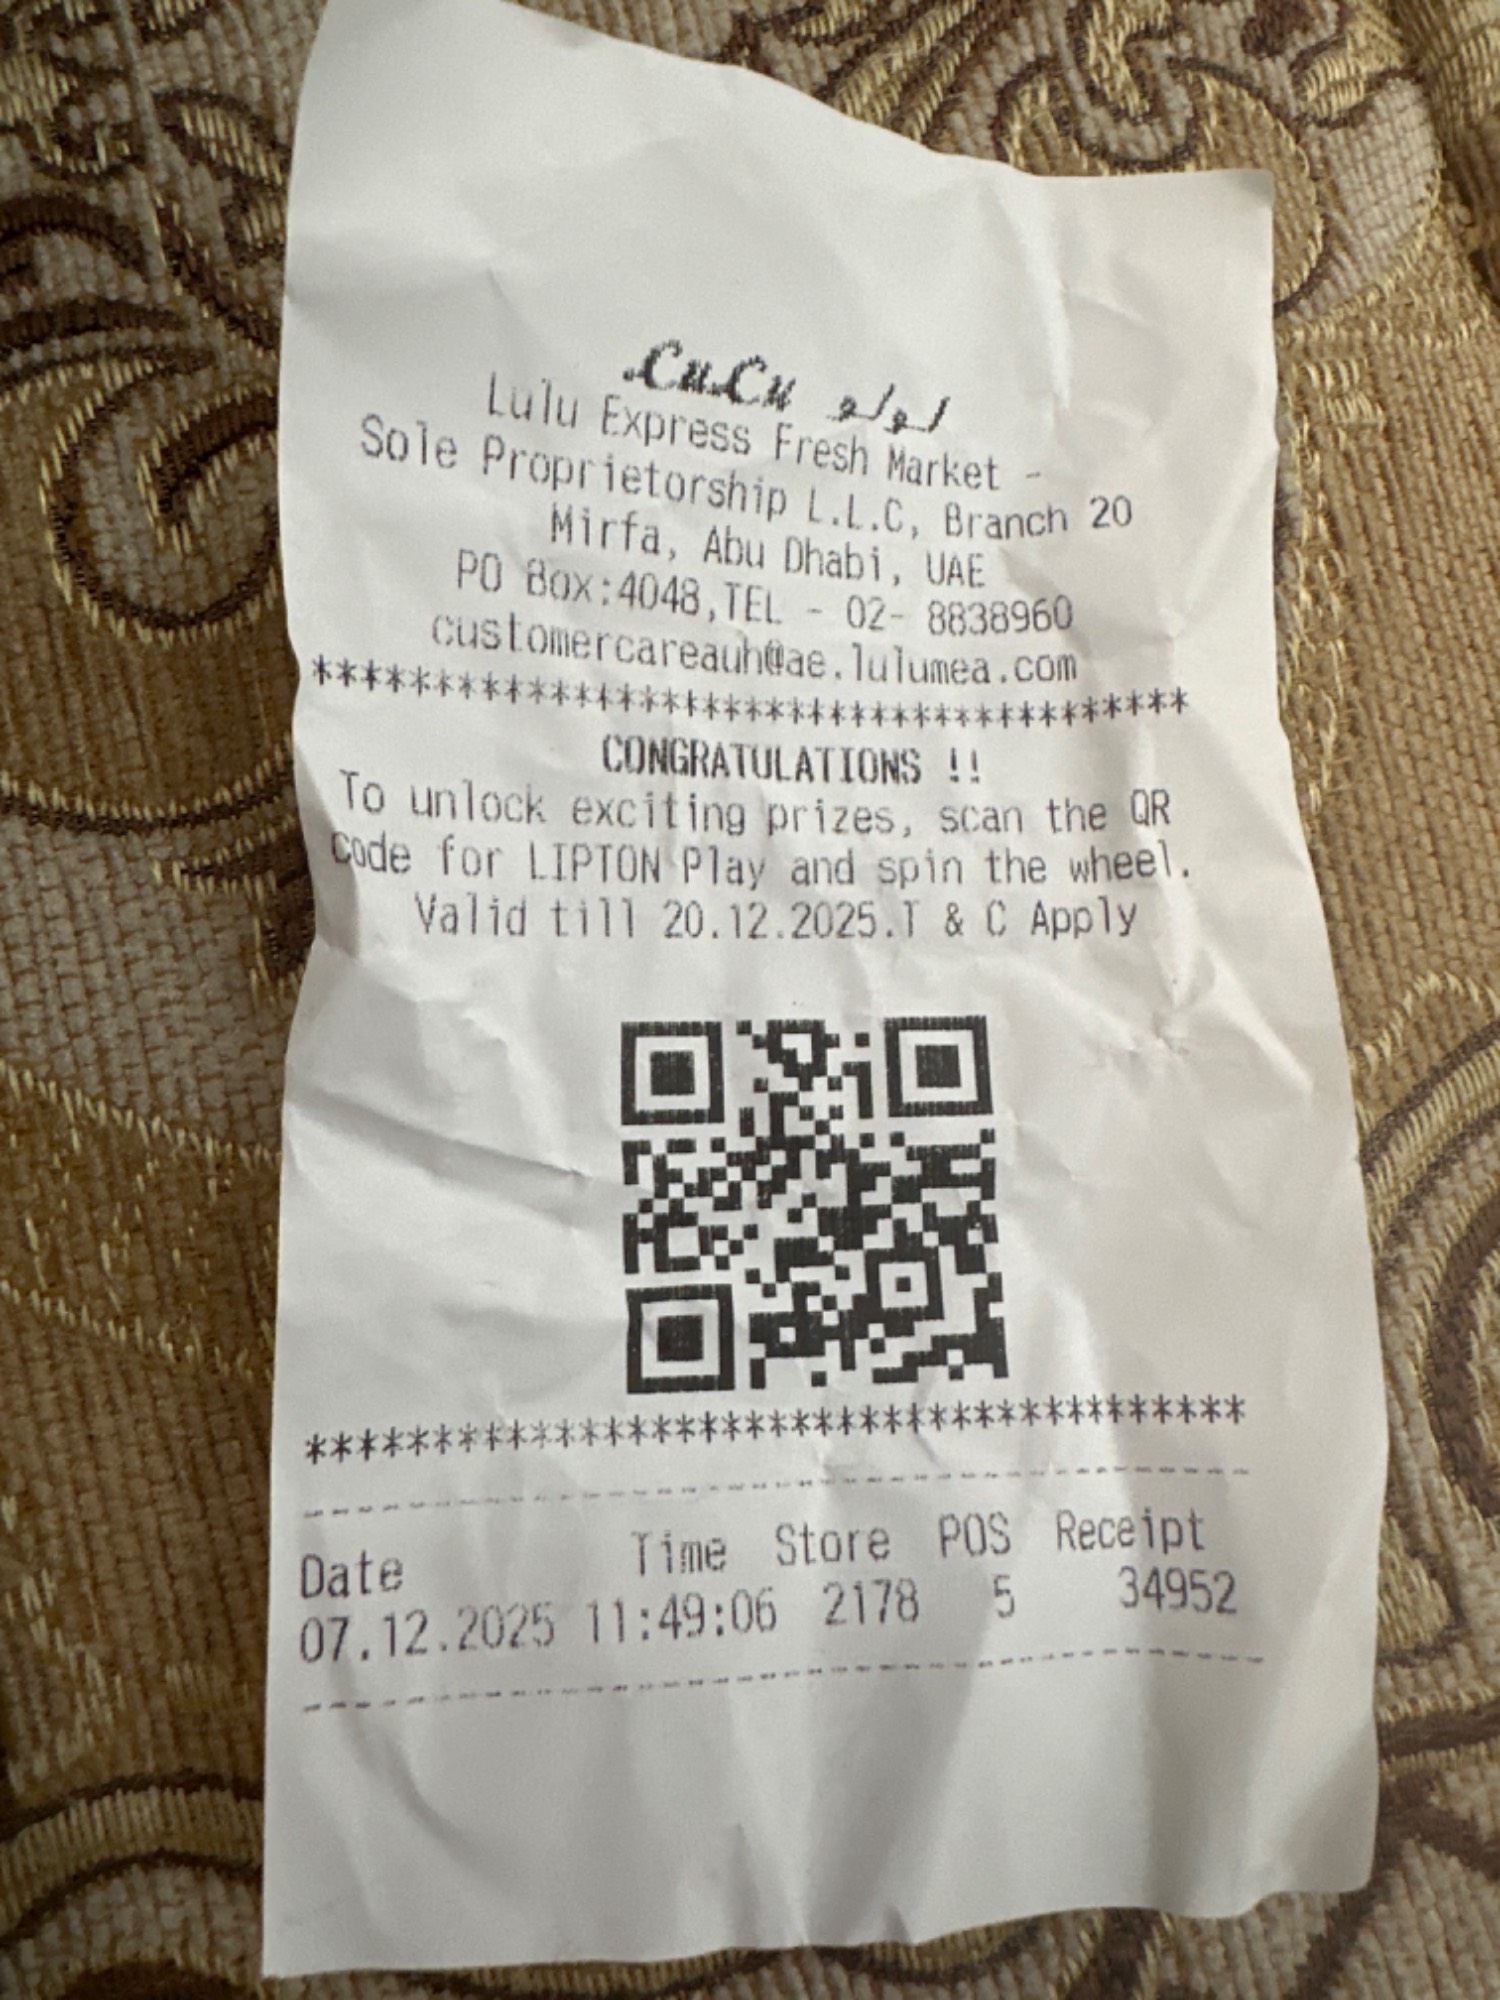 LuLu لولو
Lulu Express Fresh Market -
Sole Proprietorship L.L.C, Branch 20
Mirfa, Abu Dhabi, UAE
PO Box:4048,TEL - 02- 8838960
customercareauh@ae.lulumea.com
************************************
CONGRATULATIONS !!
To unlock exciting prizes, scan the QR
code for LIPTON Play and spin the wheel.
Valid till 20.12.2025.T & C Apply
************************************
Date Time Store POS Receipt
07.12.2025 11:49:06 2178 5 34952